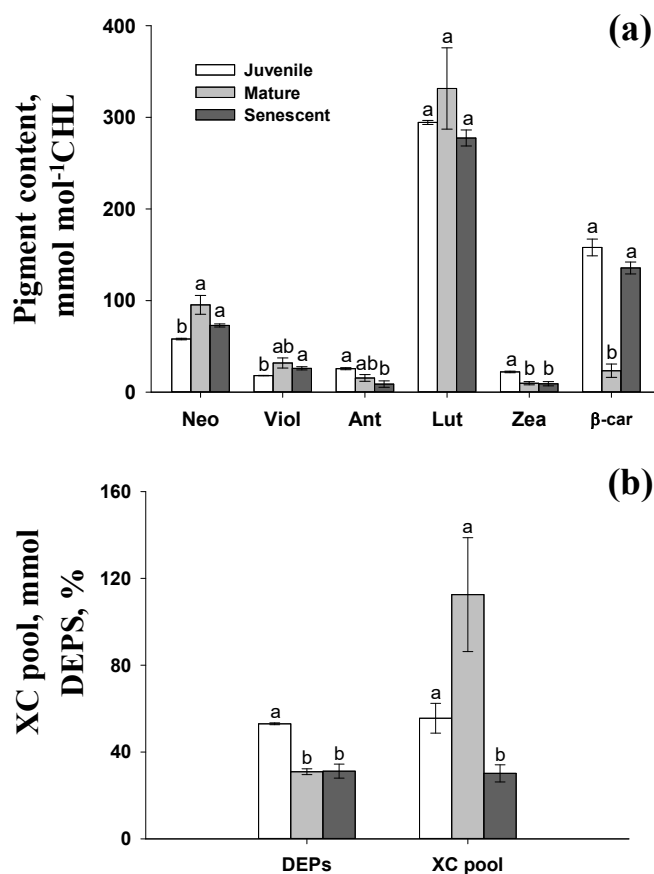 (a)
Pigment content,
mmol mol-1CHL
400
300
200
100
0
Juvenile
Mature
Senescent
b a a
b ab a
a ab b
a a a
a b b
a b a
Neo Viol Ant Lut Zea β-car
(b)
XC pool, mmol
DEPS, %
160
120
80
40
0
a b b
a a b
DEPs XC pool